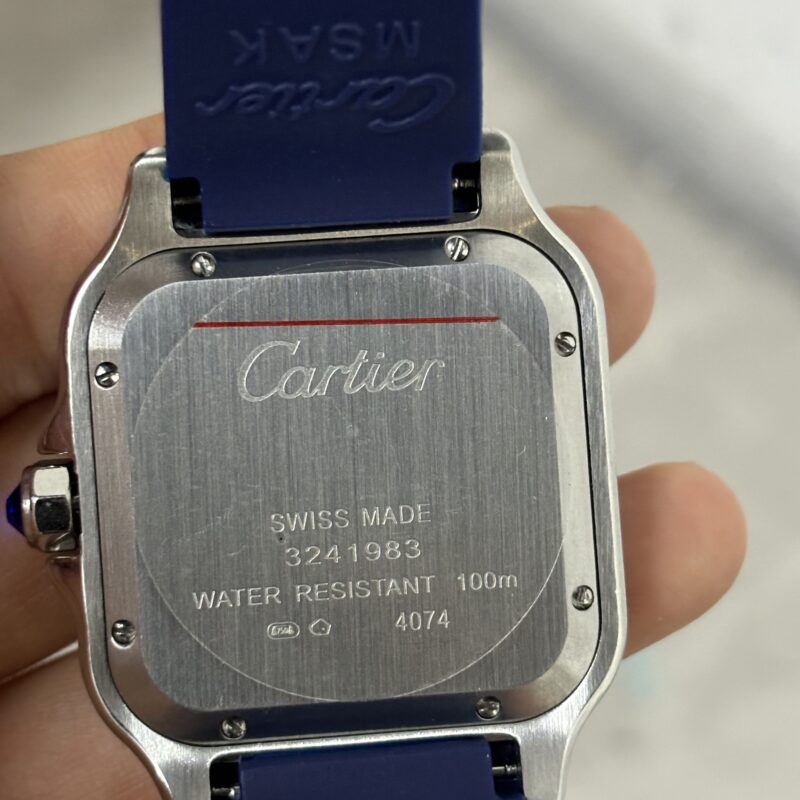 MSAK
Cartier
Cartier
SWISS MADE
3241983
WATER RESISTANT 100m
4074